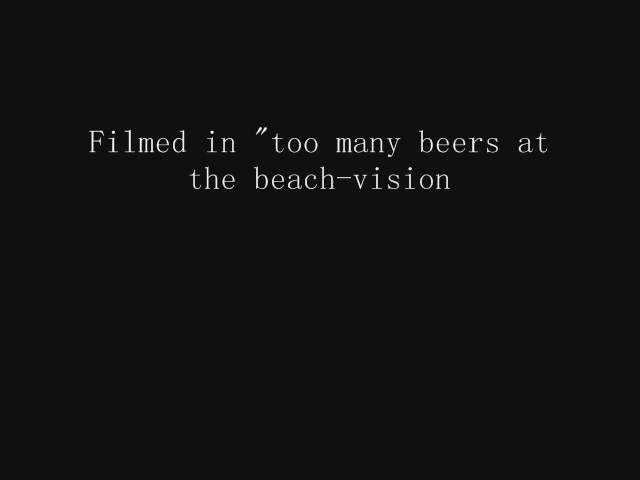 Filmed in "too many beers at
the beach-vision